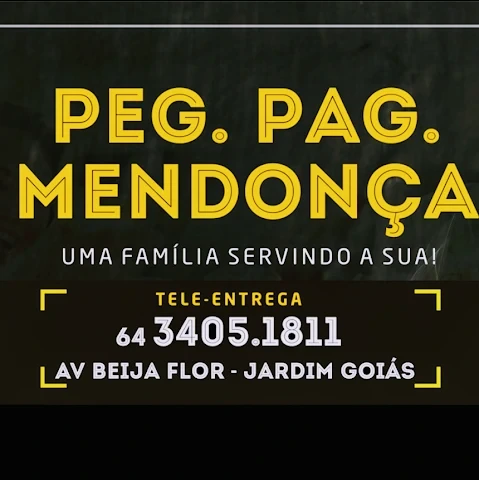 PEG. PAG.
MENDONÇA
UMA FAMÍLIA SERVINDO A SUA!
TELE-ENTREGA
64 3405.1811
AV BEIJA FLOR - JARDIM GOIÁS